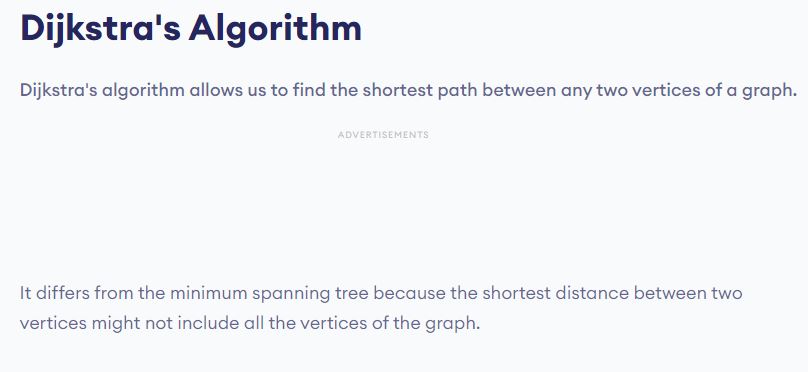 Dijkstra's Algorithm
Dijkstra's algorithm allows us to find the shortest path between any two vertices of a graph.
ADVERTISEMENTS
It differs from the minimum spanning tree because the shortest distance between two
vertices might not include all the vertices of the graph.